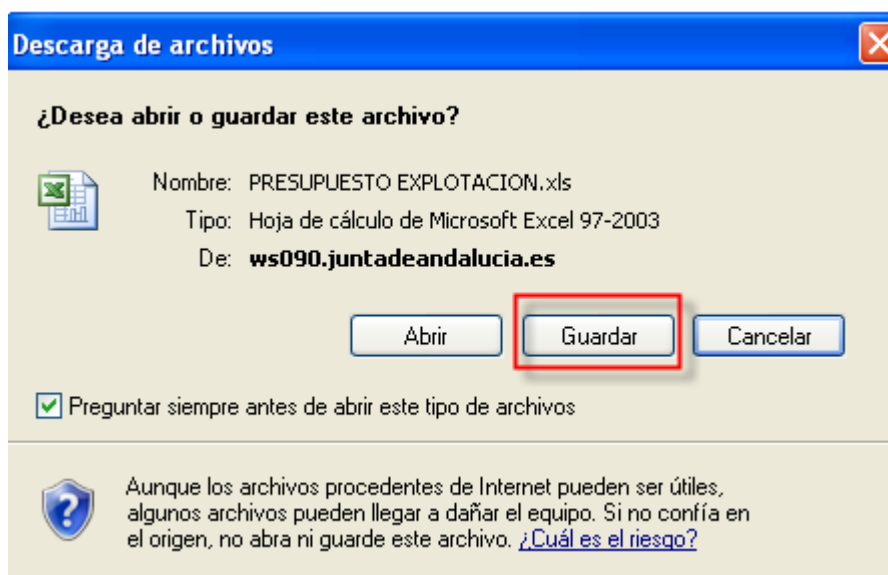 Descarga de archivos
¿Desea abrir o guardar este archivo?
Nombre: PRESUPUESTO EXPLOTACION.xls
Tipo: Hoja de cálculo de Microsoft Excel 97-2003
De: ws090.juntadeandalucia.es
Abrir Guardar Cancelar
Preguntar siempre antes de abrir este tipo de archivos
Aunque los archivos procedentes de Internet pueden ser útiles,
algunos archivos pueden llegar a dañar el equipo. Si no confía en
el origen, no abra ni guarde este archivo. ¿Cuál es el riesgo?